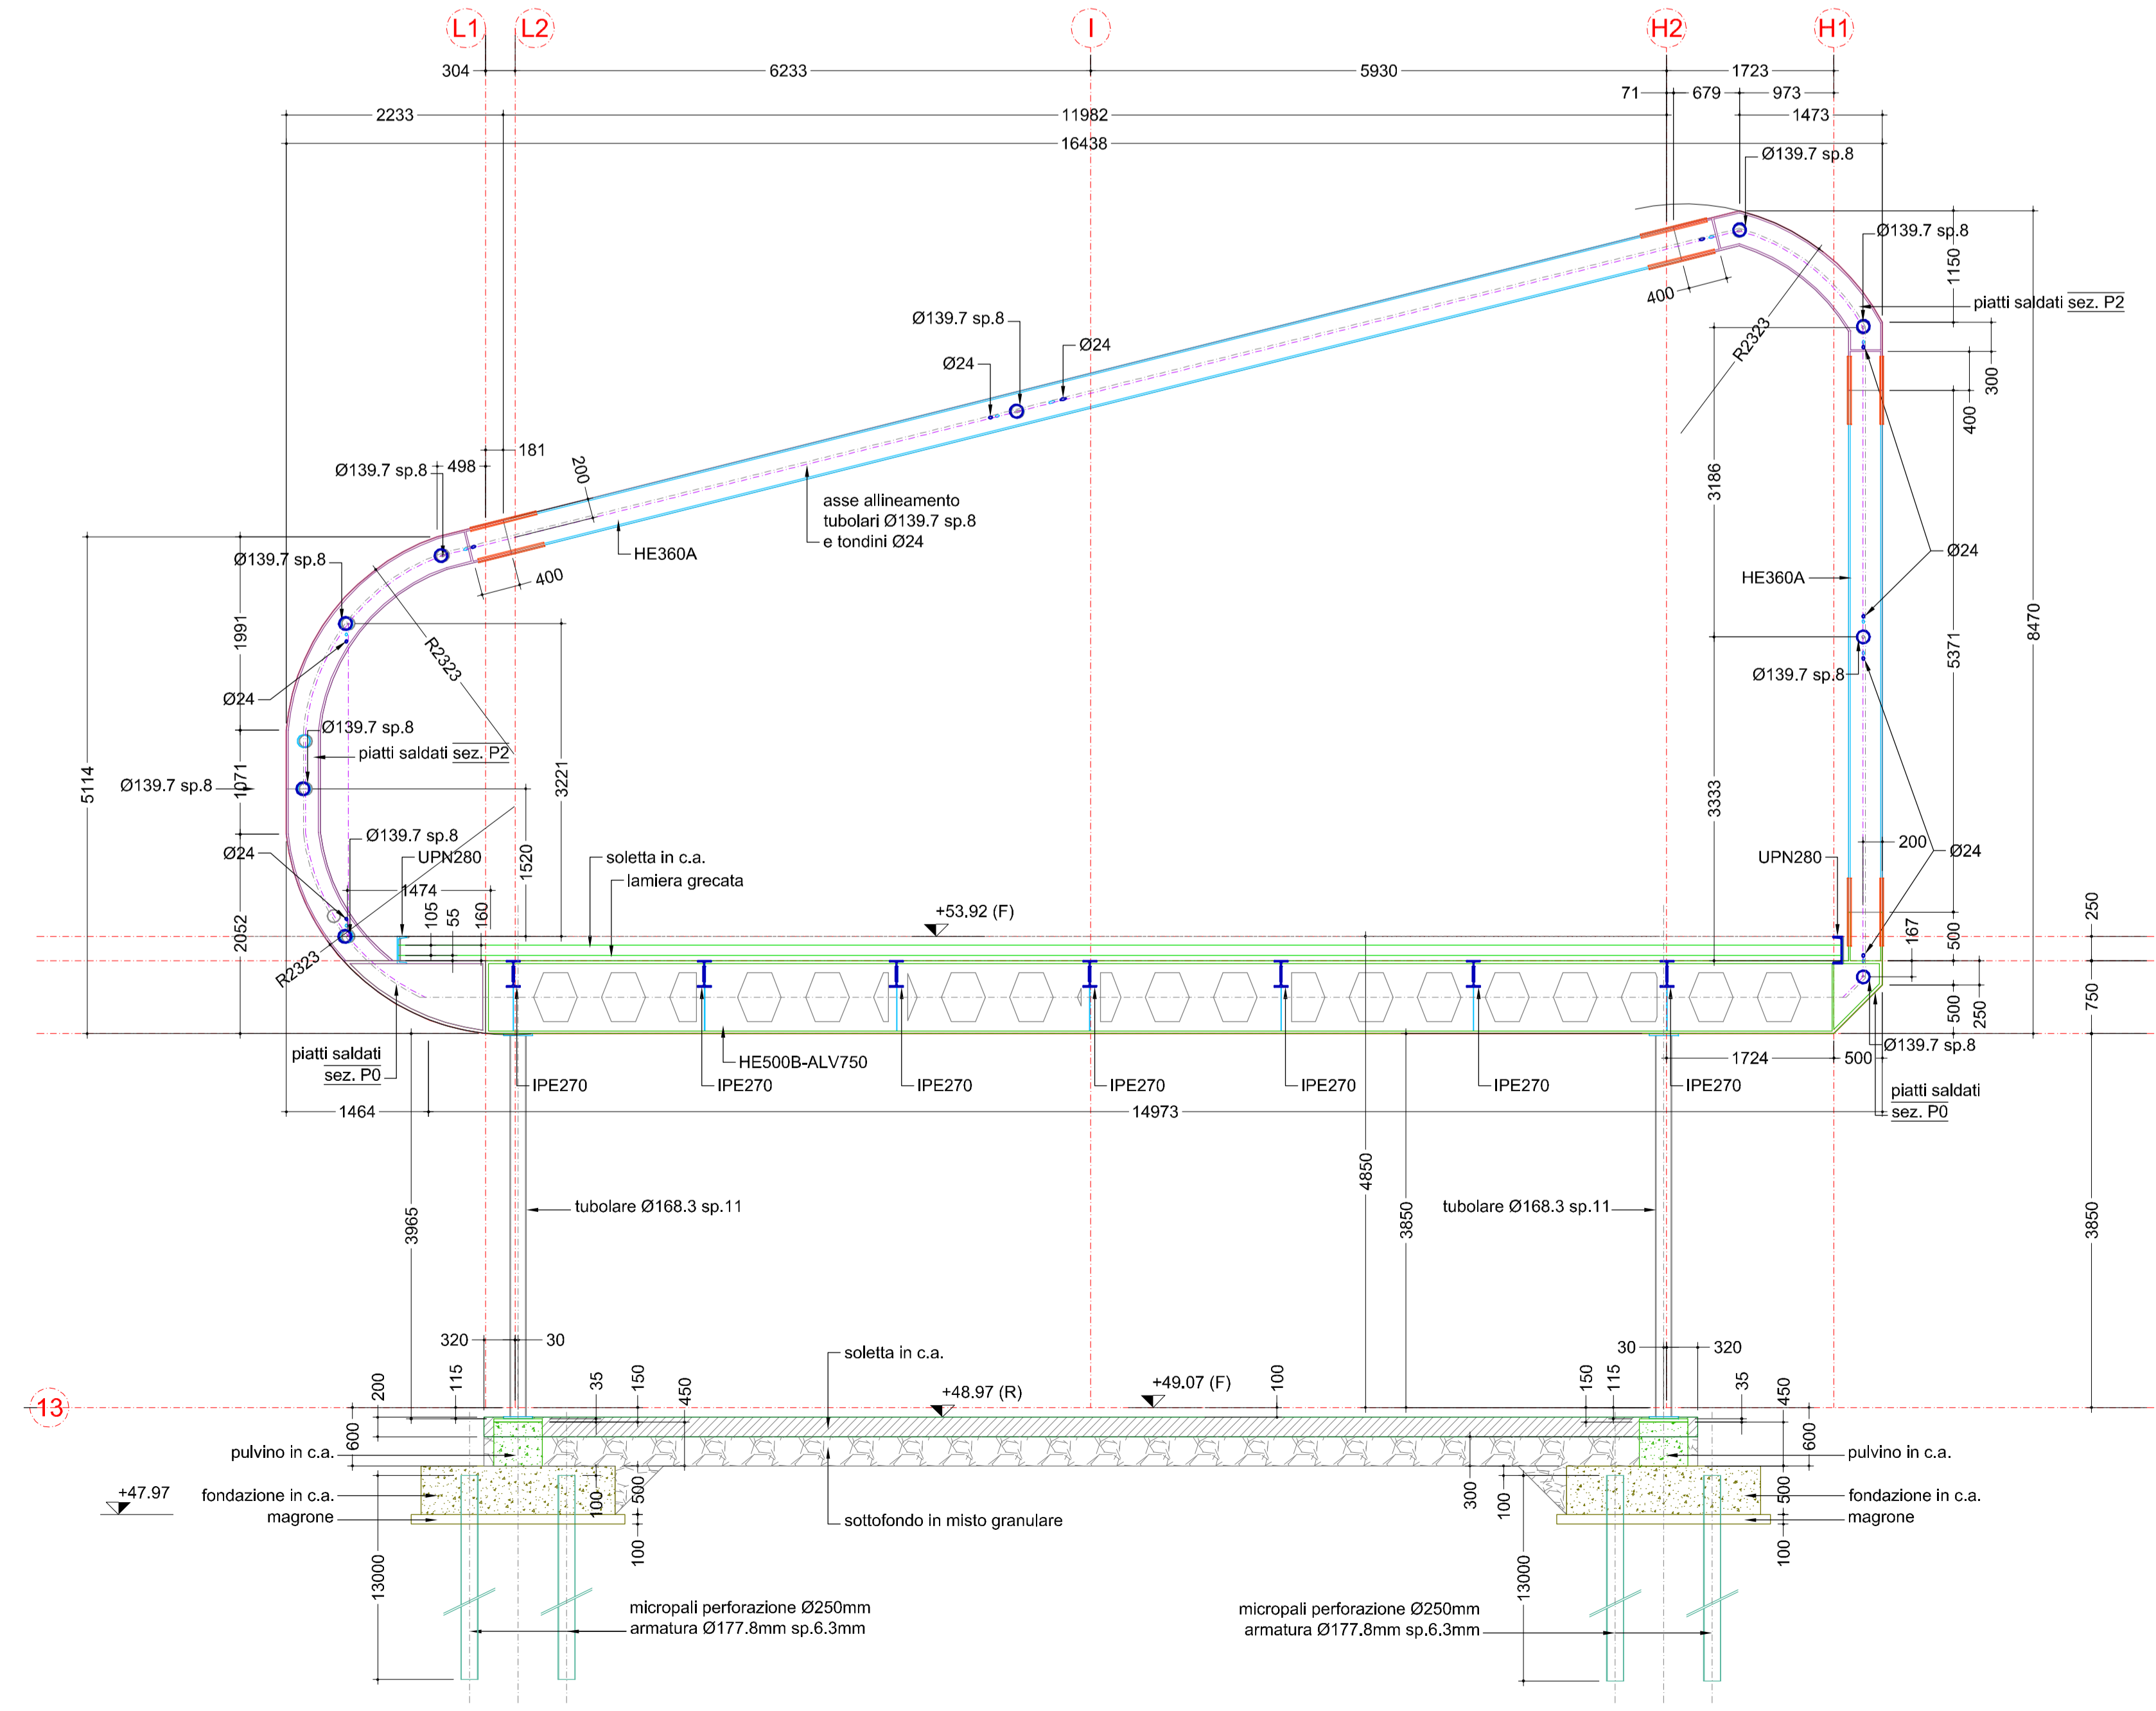 L1
L2
I
H2
H1
304
6233
5930
1723
71
679
973
2233
11982
1473
16438
Ø139.7 sp.8
Ø139.7 sp.8
1150
piatti saldati sez. P2
400
R2323
300
400
Ø139.7 sp.8
Ø24
Ø24
3186
181
498
200
Ø139.7 sp.8
asse allineamento
tubolari Ø139.7 sp.8
e tondini Ø24
HE360A
400
Ø139.7 sp.8
Ø24
HE360A
8470
5371
1991
R2323
Ø24
Ø139.7 sp.8
Ø139.7 sp.8
piatti saldati sez. P2
3221
5114
1071
Ø139.7 sp.8
3333
Ø139.7 sp.8
1520
Ø24
UPN280
soletta in c.a.
lamiera grecata
UPN280
200
Ø24
1474
105
55
160
+53.92 (F)
250
2052
167
500
R2323
750
500
250
piatti saldati
sez. P0
HE500B-ALV750
Ø139.7 sp.8
1724
500
IPE270
IPE270
IPE270
IPE270
IPE270
IPE270
IPE270
piatti saldati
sez. P0
1464
14973
4850
3965
tubolare Ø168.3 sp.11
tubolare Ø168.3 sp.11
3850
3850
320
30
soletta in c.a.
30
320
200
115
35
150
450
+48.97 (R)
+49.07 (F)
100
150
115
35
450
13
600
600
pulvino in c.a.
pulvino in c.a.
+47.97
fondazione in c.a.
magrone
100
500
sottofondo in misto granulare
300
100
500
fondazione in c.a.
magrone
100
100
13000
13000
micropali perforazione Ø250mm
armatura Ø177.8mm sp.6.3mm
micropali perforazione Ø250mm
armatura Ø177.8mm sp.6.3mm